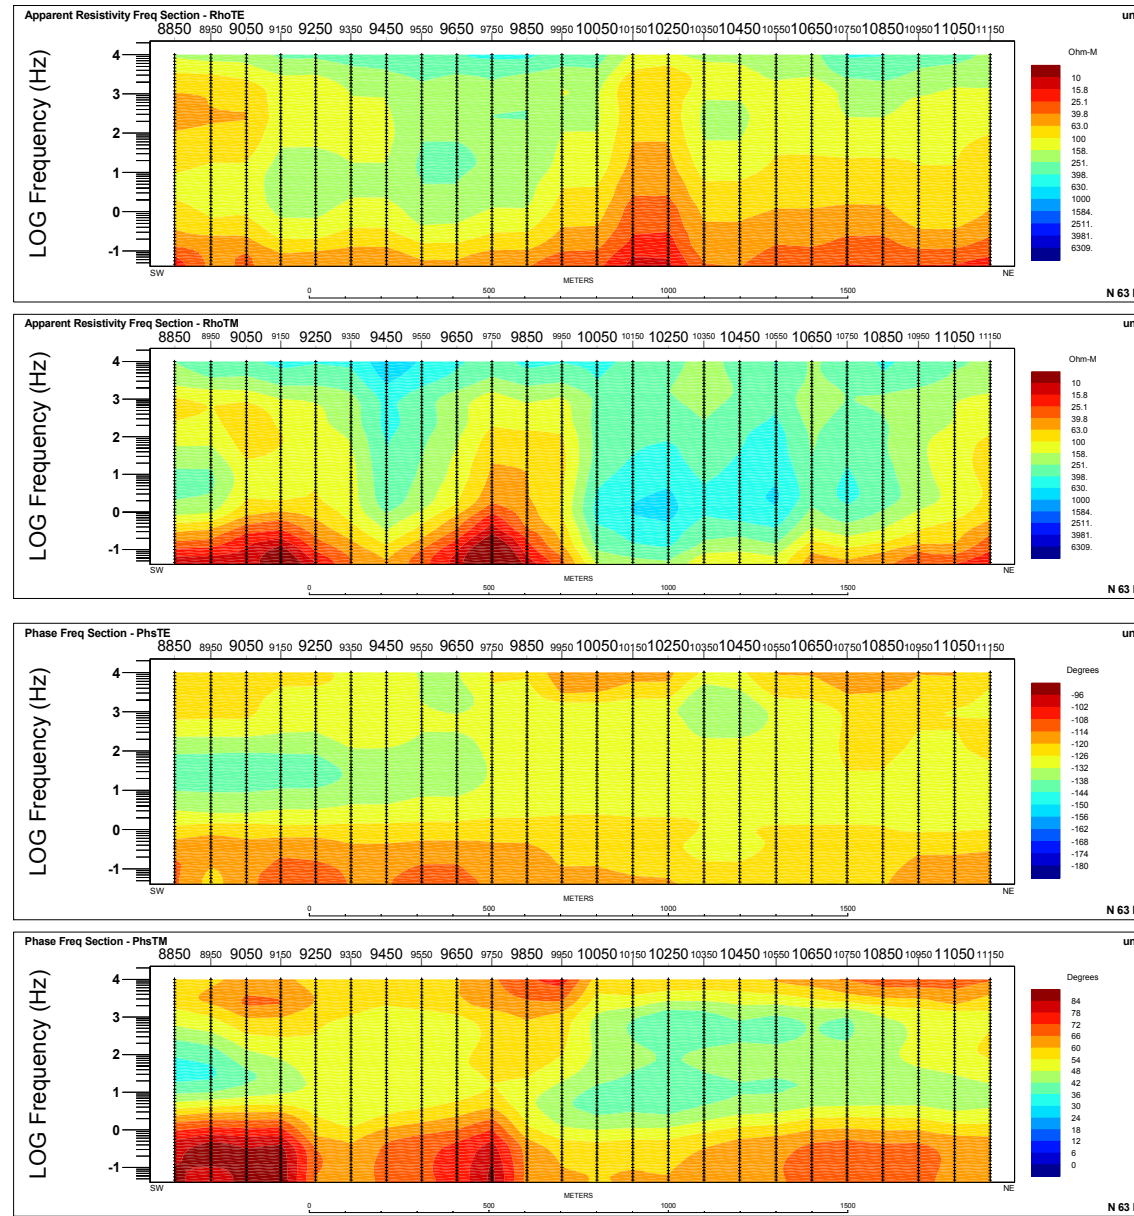 Apparent Resistivity Freq Section - RhoTE
un
8850 8950 9050 9150 9250 9350 9450 9550 9650 9750 9850 9950 10050 10150 10250 10350 10450 10550 10650 10750 10850 10950 11050 11150
LOG Frequency (Hz)
4
3
2
1
0
-1
SW
NE
METERS
0 500 1000 1500
Ohm-M
10
15.8
25.1
39.8
63.0
100
158.
251.
398.
630.
1000
1584.
2511.
3981.
6309.
N 63
Apparent Resistivity Freq Section - RhoTM
un
8850 8950 9050 9150 9250 9350 9450 9550 9650 9750 9850 9950 10050 10150 10250 10350 10450 10550 10650 10750 10850 10950 11050 11150
LOG Frequency (Hz)
4
3
2
1
0
-1
SW
NE
METERS
0 500 1000 1500
Ohm-M
10
15.8
25.1
39.8
63.0
100
158.
251.
398.
630.
1000
1584.
2511.
3981.
6309.
N 63
Phase Freq Section - PhsTE
un
8850 8950 9050 9150 9250 9350 9450 9550 9650 9750 9850 9950 10050 10150 10250 10350 10450 10550 10650 10750 10850 10950 11050 11150
LOG Frequency (Hz)
4
3
2
1
0
-1
SW
NE
METERS
0 500 1000 1500
Degrees
-96
-102
-108
-114
-120
-126
-132
-138
-144
-150
-156
-162
-168
-174
-180
N 63
Phase Freq Section - PhsTM
un
8850 8950 9050 9150 9250 9350 9450 9550 9650 9750 9850 9950 10050 10150 10250 10350 10450 10550 10650 10750 10850 10950 11050 11150
LOG Frequency (Hz)
4
3
2
1
0
-1
SW
NE
METERS
0 500 1000 1500
Degrees
84
78
72
66
60
54
48
42
36
30
24
18
12
6
0
N 63